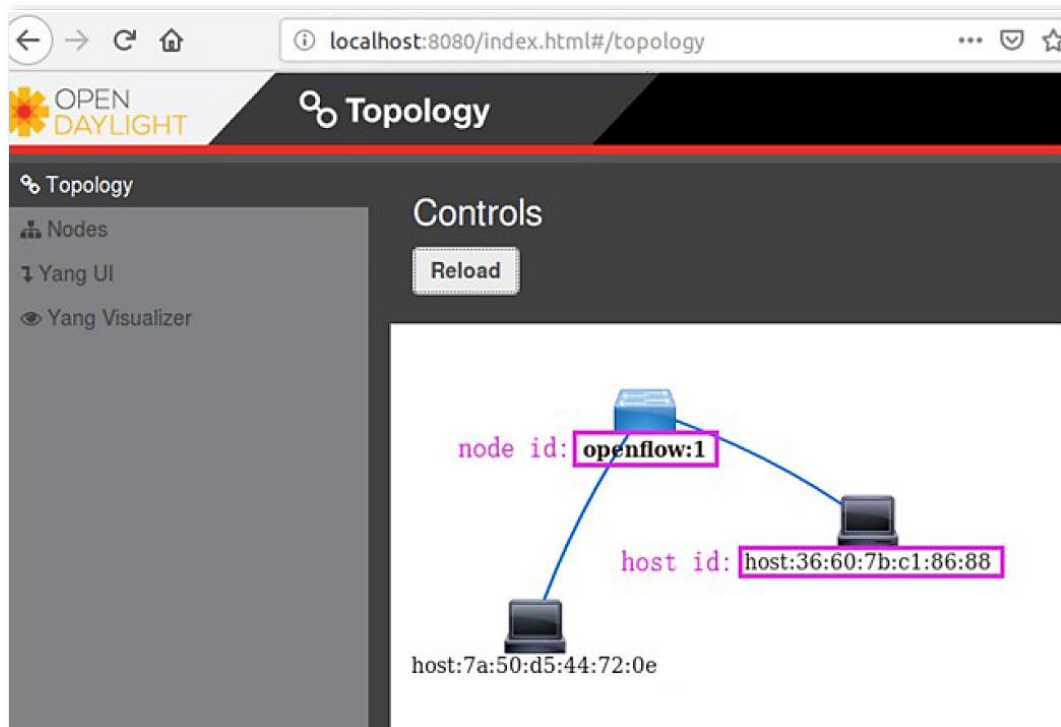 localhost:8080/index.html#/topology
OPEN
DAYLIGHT
Topology
Topology
Nodes
Yang UI
Yang Visualizer
Controls
Reload
node id: openflow:1
host id: host:36:60:7b:c1:86:88
host:7a:50:d5:44:72:0e